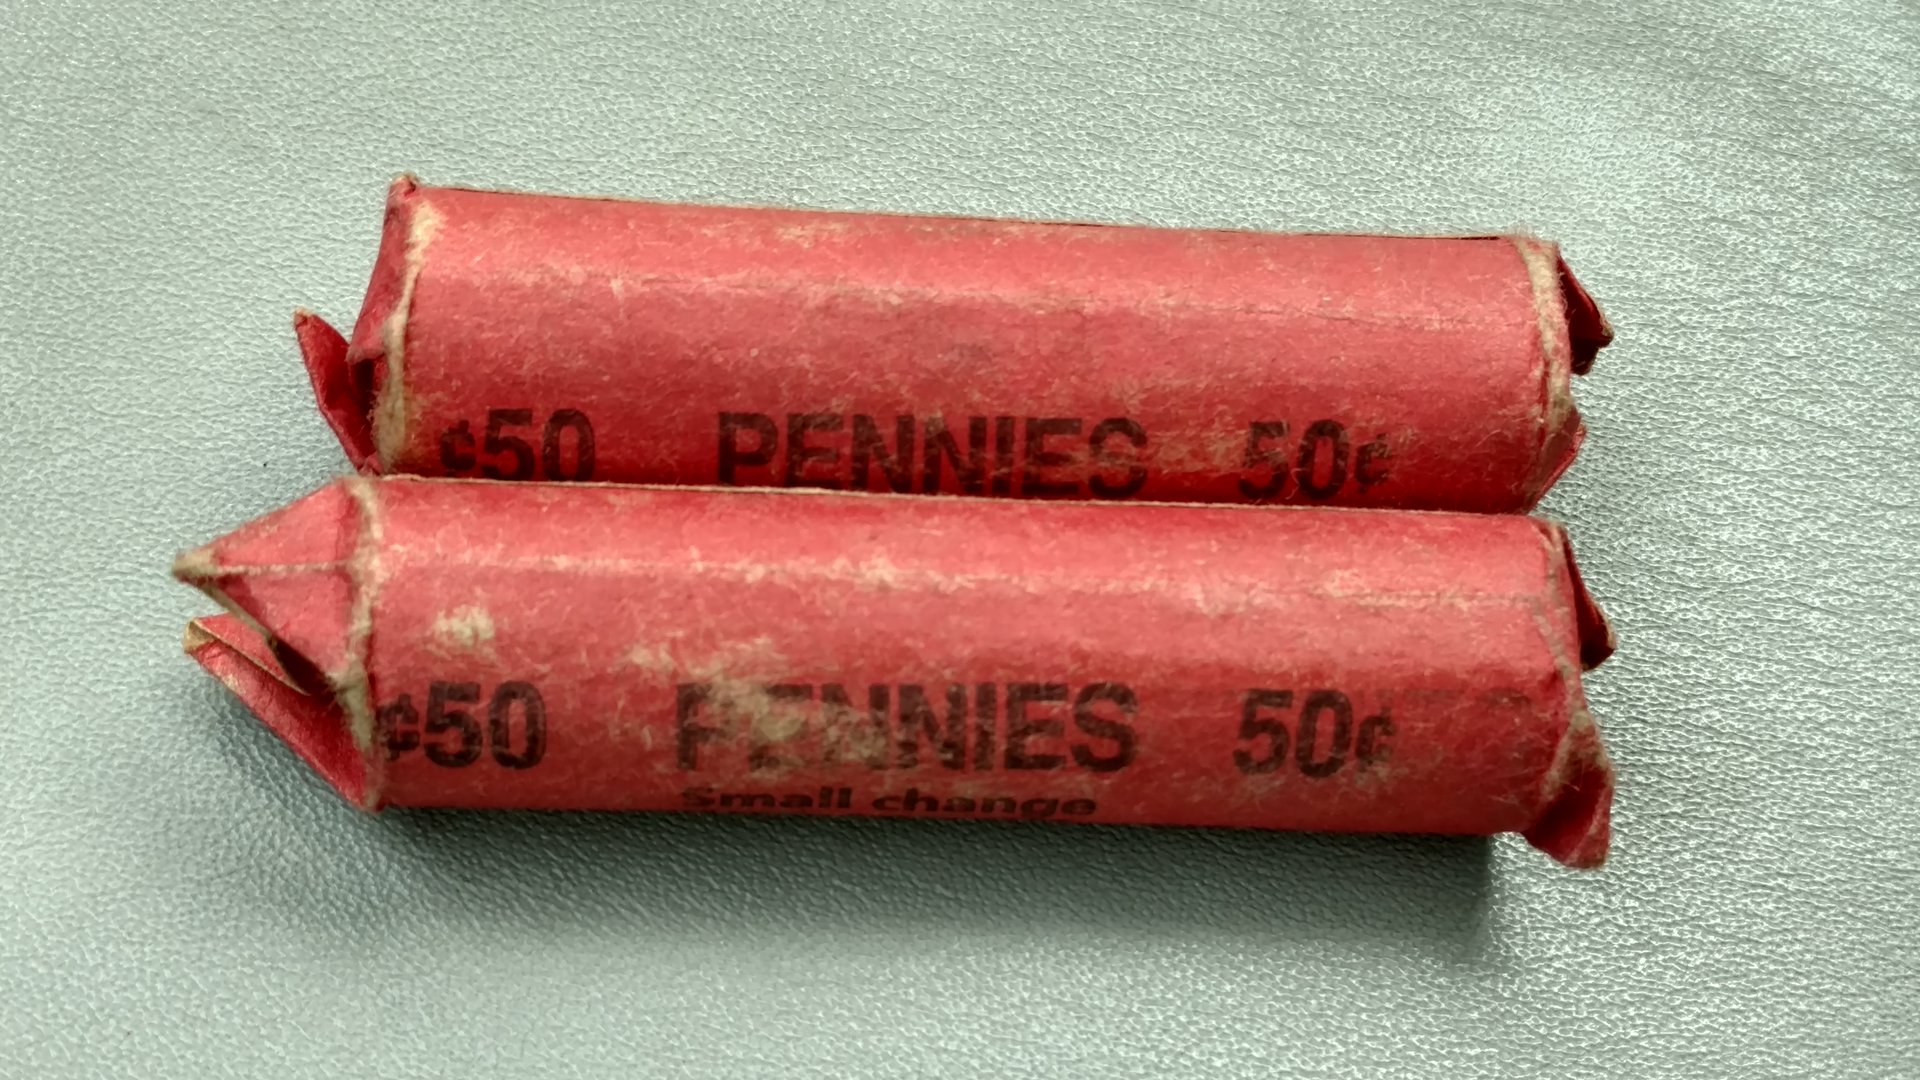 ¢50 PENNIES 50¢
¢50 PENNIES 50¢
Small change